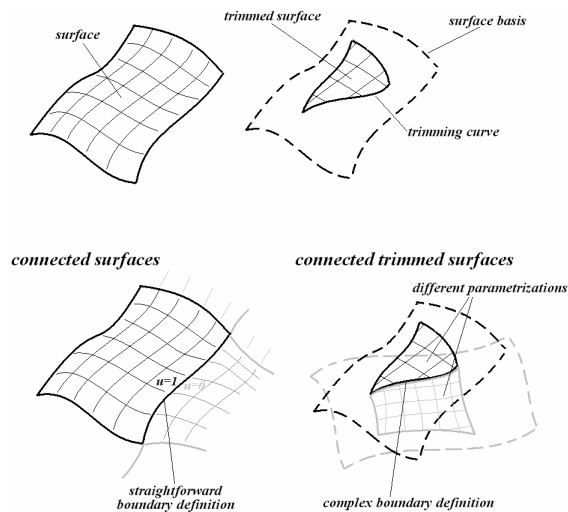 surface
trimmed surface
surface basis
trimming curve
connected surfaces
connected trimmed surfaces
different parametrizations
u=1
u=0
straightforward
boundary definition
complex boundary definition